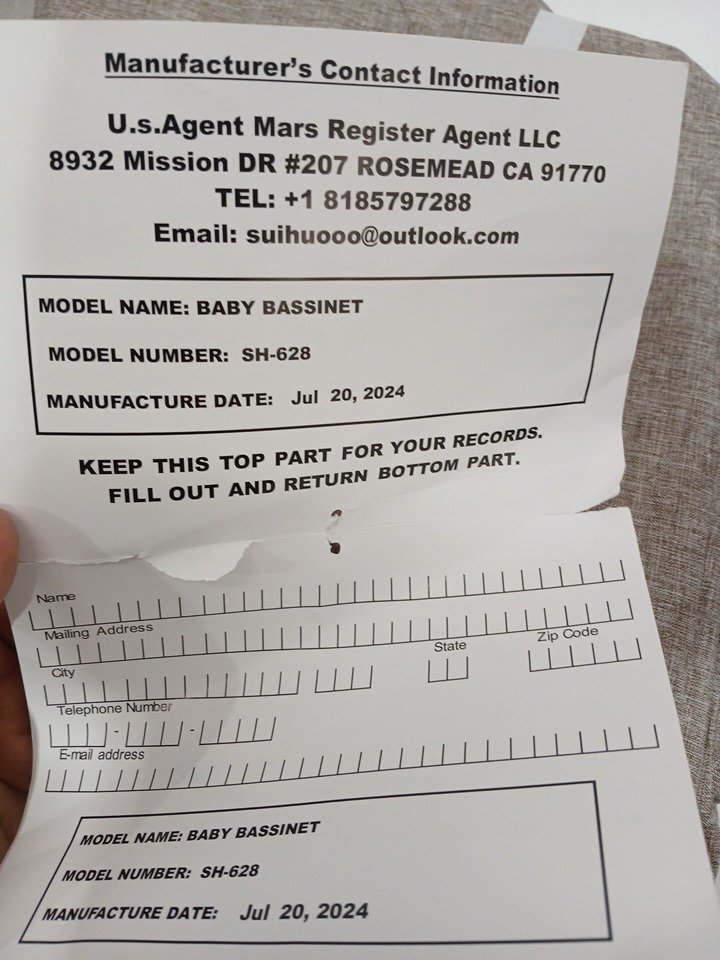 Manufacturer's Contact Information
U.s.Agent Mars Register Agent LLC
8932 Mission DR #207 ROSEMEAD CA 91770
TEL: +1 8185797288
Email: suihuooo@outlook.com
MODEL NAME: BABY BASSINET
MODEL NUMBER: SH-628
MANUFACTURE DATE: Jul 20, 2024
KEEP THIS TOP PART FOR YOUR RECORDS.
FILL OUT AND RETURN BOTTOM PART.
Name
Mailing Address
City State Zip Code
Telephone Number
E-mail address
MODEL NAME: BABY BASSINET
MODEL NUMBER: SH-628
MANUFACTURE DATE: Jul 20, 2024